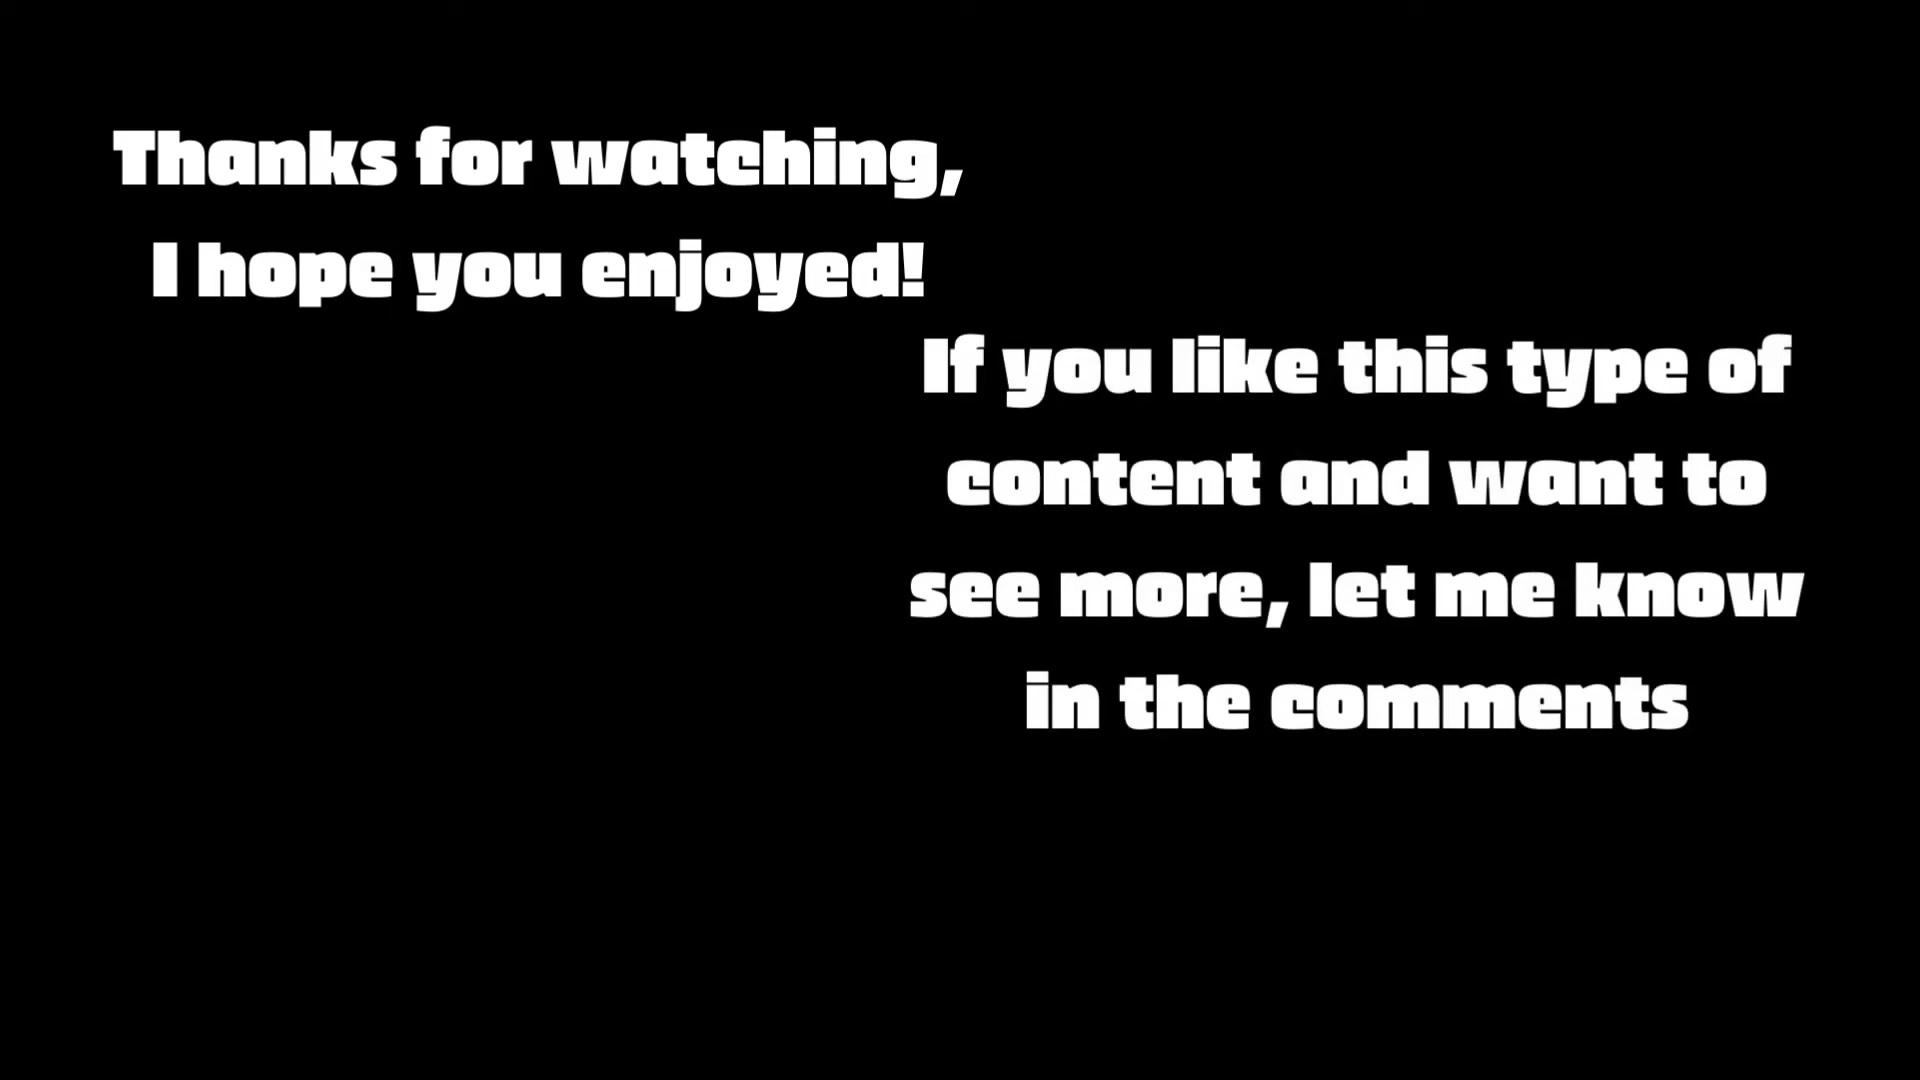 Thanks for watching,
I hope you enjoyed!
If you like this type of
content and want to
see more, let me know
in the comments